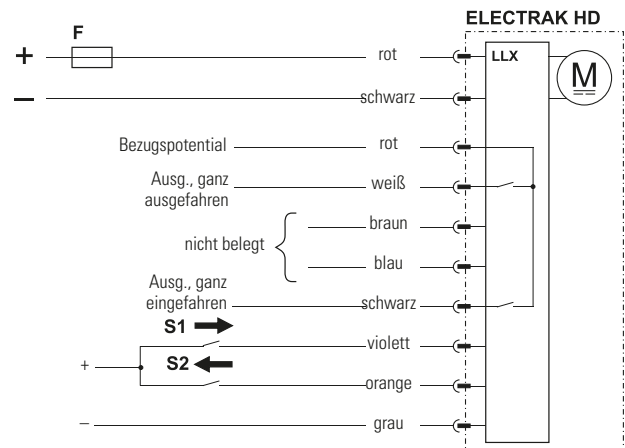 ELECTRAK HD
F
+
rot
LLX
M
–
schwarz
Bezugspotential
rot
Ausg., ganz
ausgefahren
weiß
braun
nicht belegt
blau
Ausg., ganz
eingefahren
schwarz
S1
violett
S2
+
orange
–
grau